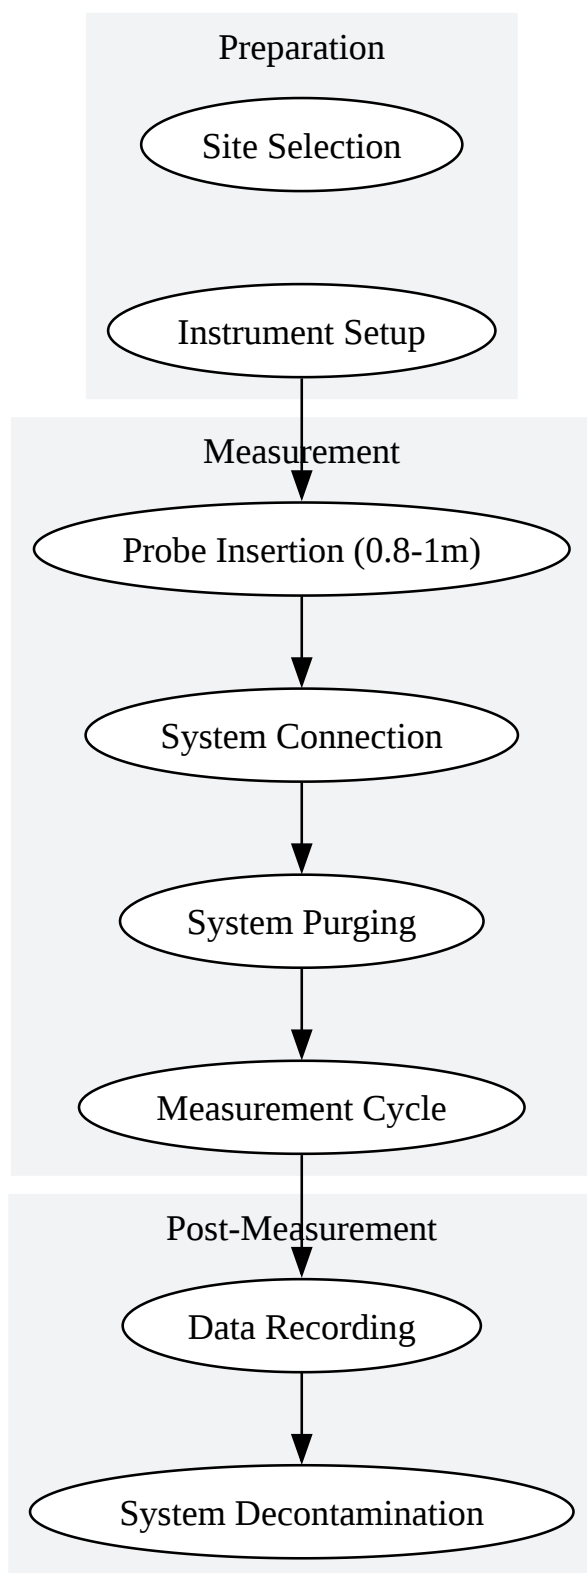 Preparation
Site Selection
Instrument Setup
Measurement
Probe Insertion (0.8-1m)
System Connection
System Purging
Measurement Cycle
Post-Measurement
Data Recording
System Decontamination